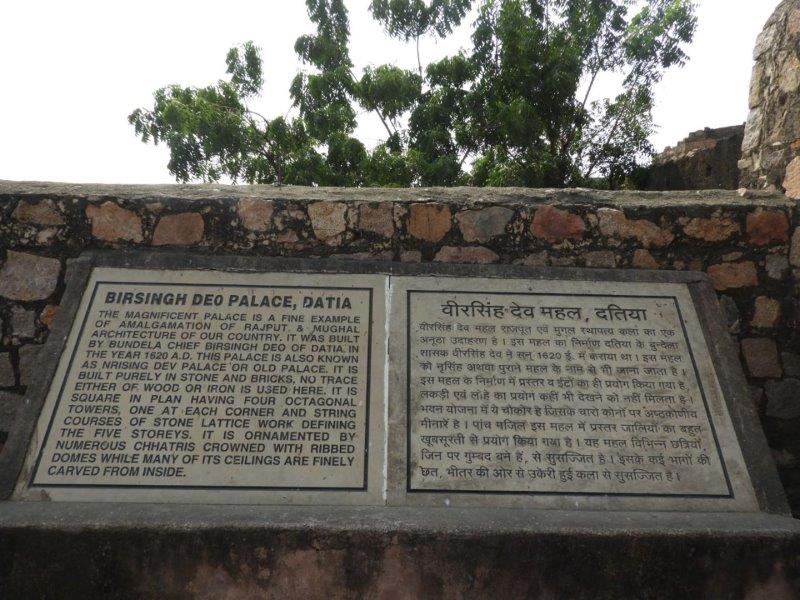 BIRSINGH DEO PALACE, DATIA
THE MAGNIFICENT PALACE IS A FINE EXAMPLE
OF AMALGAMATION OF RAJPUT & MUGHAL
ARCHITECTURE OF OUR COUNTRY. IT WAS BUILT
BY BUNDELA CHIEF BIRSINGH DEO OF DATIA, IN
THE YEAR 1620 A.D. THIS PALACE IS ALSO KNOWN
AS NRISING DEV PALACE OR OLD PALACE. IT IS
BUILT PURELY IN STONE AND BRICKS, NO TRACE
EITHER OF WOOD OR IRON IS USED HERE. IT IS
SQUARE IN PLAN HAVING FOUR OCTAGONAL
TOWERS, ONE AT EACH CORNER AND STRING
COURSES OF STONE LATTICE WORK DEFINING
THE FIVE STOREYS. IT IS ORNAMENTED BY
NUMEROUS CHHATRIS CROWNED WITH RIBBED
DOMES WHILE MANY OF ITS CEILINGS ARE FINELY
CARVED FROM INSIDE.
वीरसिंह देव महल, दतिया
वीरसिंह देव महल राजपूत एवं मुगल स्थापत्य कला का एक
अनूठा उदाहरण है। इस महल का निर्माण दतिया के बुन्देला
शासक वीरसिंह देव ने सन् 1620 ई. में कराया था। इस महल
को नृसिंह अथवा पुराने महल के नाम से भी जाना जाता है।
इस महल के निर्माण में प्रस्तर व ईंटों का ही प्रयोग किया गया है,
लकड़ी एवं लोहे का प्रयोग कहीं भी देखने को नहीं मिलता है।
भवन योजना में ये चौकोर है जिसके चारो कोनों पर अष्ठकोणीय
मीनारें है। पांच मंजिले इस महल में प्रस्तर जालियों का बहुत
खूबसूरती से प्रयोग किया गया है। यह महल विभिन्न छत्रियों,
जिन पर गुम्बद बने हैं, से सुसज्जित है। इसके कई भागों की
छत, भीतर की ओर से उकेरी हुई कला से सुसज्जित है।